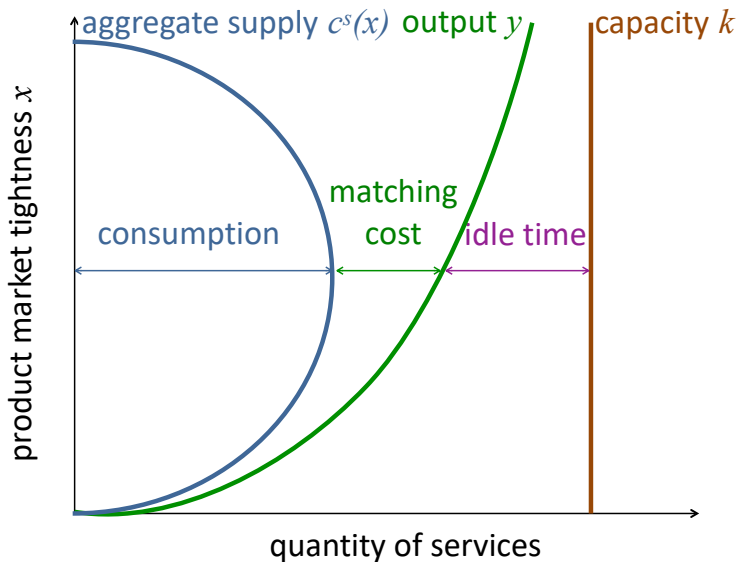 aggregate supply cˢ(x)
output y
capacity k
product market tightness x
matching
cost
consumption
idle time
quantity of services